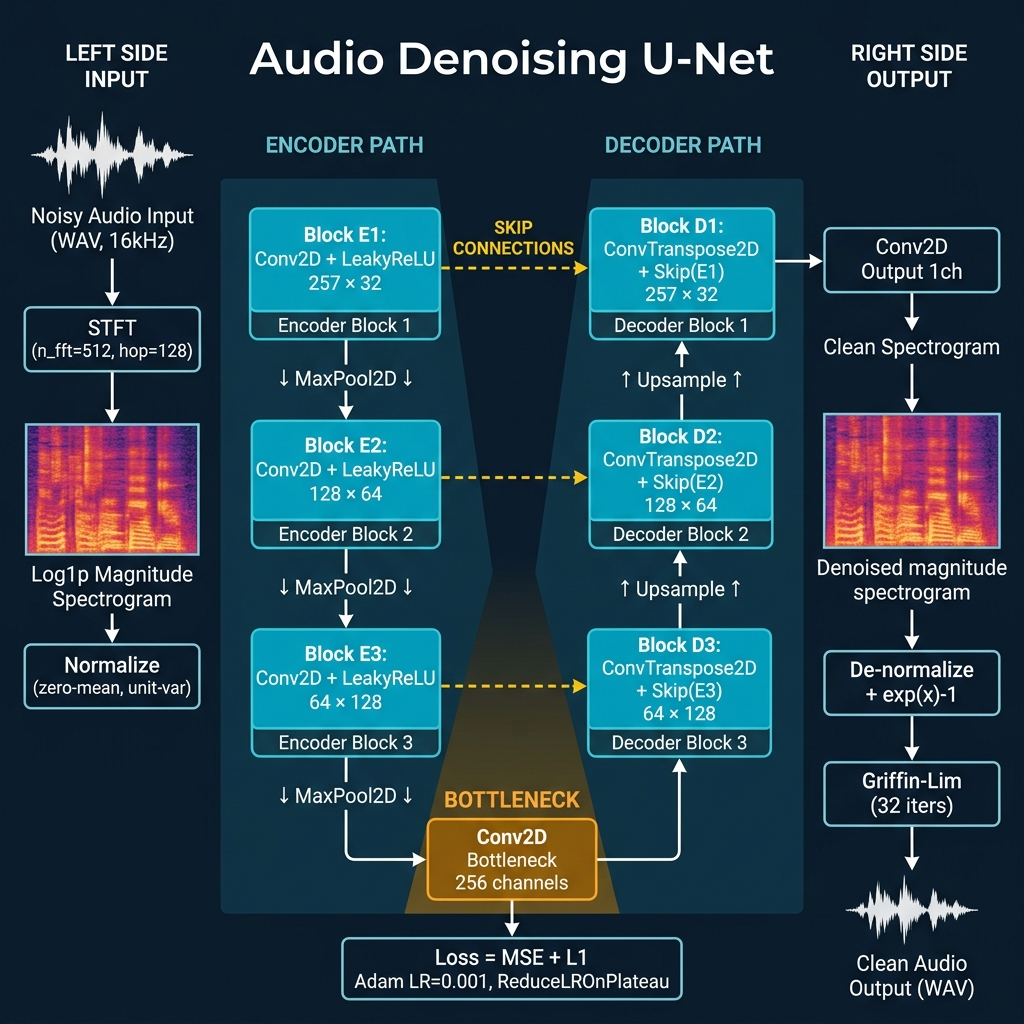 Audio Denoising U-Net
LEFT SIDE
INPUT
Noisy Audio Input
(WAV, 16kHz)
STFT
(n_fft=512, hop=128)
Log1p Magnitude
Spectrogram
Normalize
(zero-mean, unit-var)
ENCODER PATH
Block E1:
Conv2D + LeakyReLU
257 × 32
Encoder Block 1
↓ MaxPool2D ↓
Block E2:
Conv2D + LeakyReLU
128 × 64
Encoder Block 2
↓ MaxPool2D ↓
Block E3:
Conv2D + LeakyReLU
64 × 128
Encoder Block 3
↓ MaxPool2D ↓
SKIP
CONNECTIONS
BOTTLENECK
Conv2D
Bottleneck
256 channels
Loss = MSE + L1
Adam LR=0.001, ReduceLROnPlateau
DECODER PATH
Block D1:
ConvTranspose2D
+ Skip(E1)
257 × 32
Decoder Block 1
↑ Upsample ↑
Block D2:
ConvTranspose2D
+ Skip(E2)
128 × 64
Decoder Block 2
↑ Upsample ↑
Block D3:
ConvTranspose2D
+ Skip(E3)
64 × 128
Decoder Block 3
RIGHT SIDE
OUTPUT
Conv2D
Output 1ch
Clean Spectrogram
Denoised magnitude
spectrogram
De-normalize
+ exp(x)-1
Griffin-Lim
(32 iters)
Clean Audio
Output (WAV)